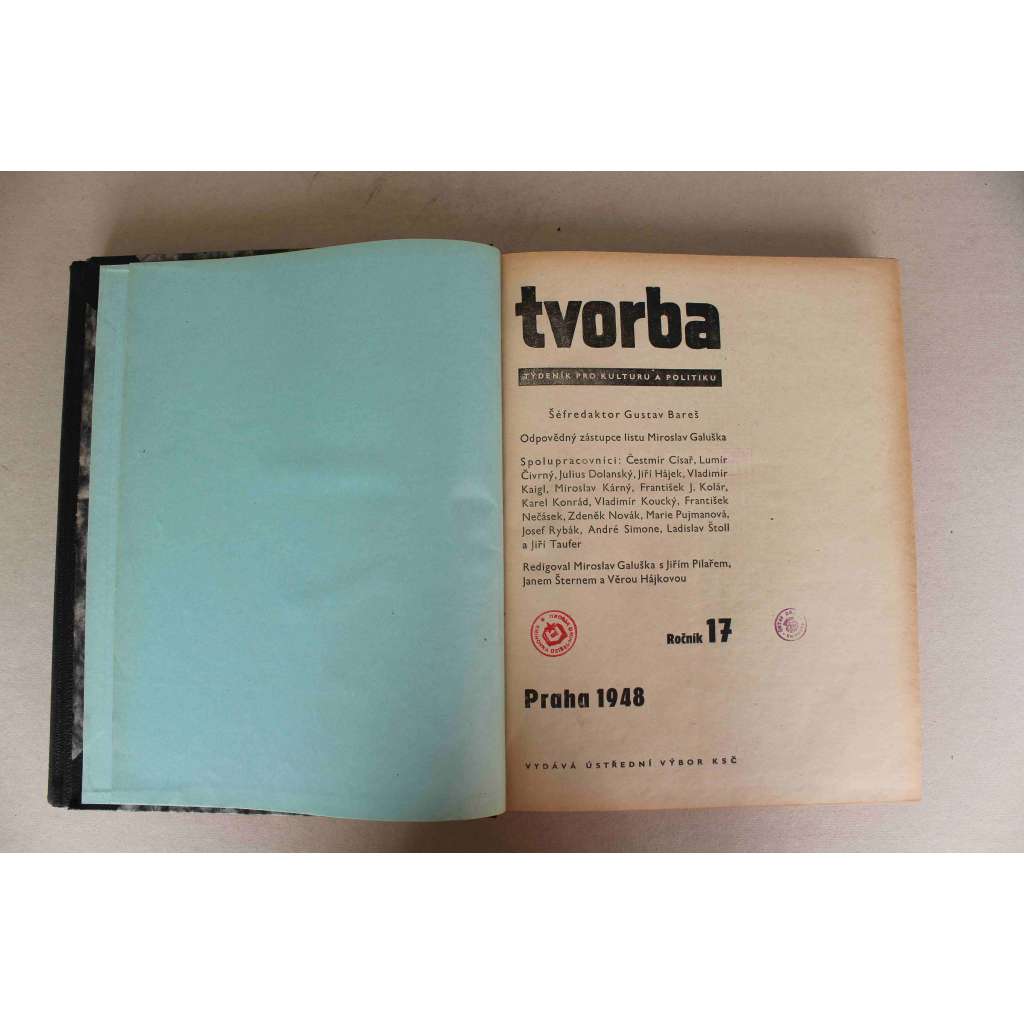 tvorba
TÝDENÍK PRO KULTURU A POLITIKU
Šéfredaktor Gustav Bareš
Odpovědný zástupce listu Miroslav Galuška
Spolupracovníci: Čestmír Císař, Lumír
Čivrný, Julius Dolanský, Jiří Hájek, Vladimír
Kaigl, Miroslav Kárný, František J. Kolár,
Karel Konrád, Vladimír Koucký, František
Nečásek, Zdeněk Novák, Marie Pujmanová,
Josef Rybák, André Simone, Ladislav Štoll
a Jiří Taufer
Redigoval Miroslav Galuška s Jiřím Pilařem,
Janem Šternem a Věrou Hájkovou
Ročník 17
Praha 1948
VYDÁVÁ ÚSTŘEDNÍ VÝBOR KSČ